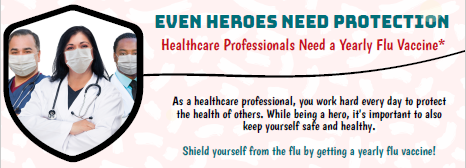 EVEN HEROES NEED PROTECTION
Healthcare Professionals Need a Yearly Flu Vaccine*
As a healthcare professional, you work hard every day to protect
the health of others. While being a hero, it's important to also
keep yourself safe and healthy.
Shield yourself from the flu by getting a yearly flu vaccine!